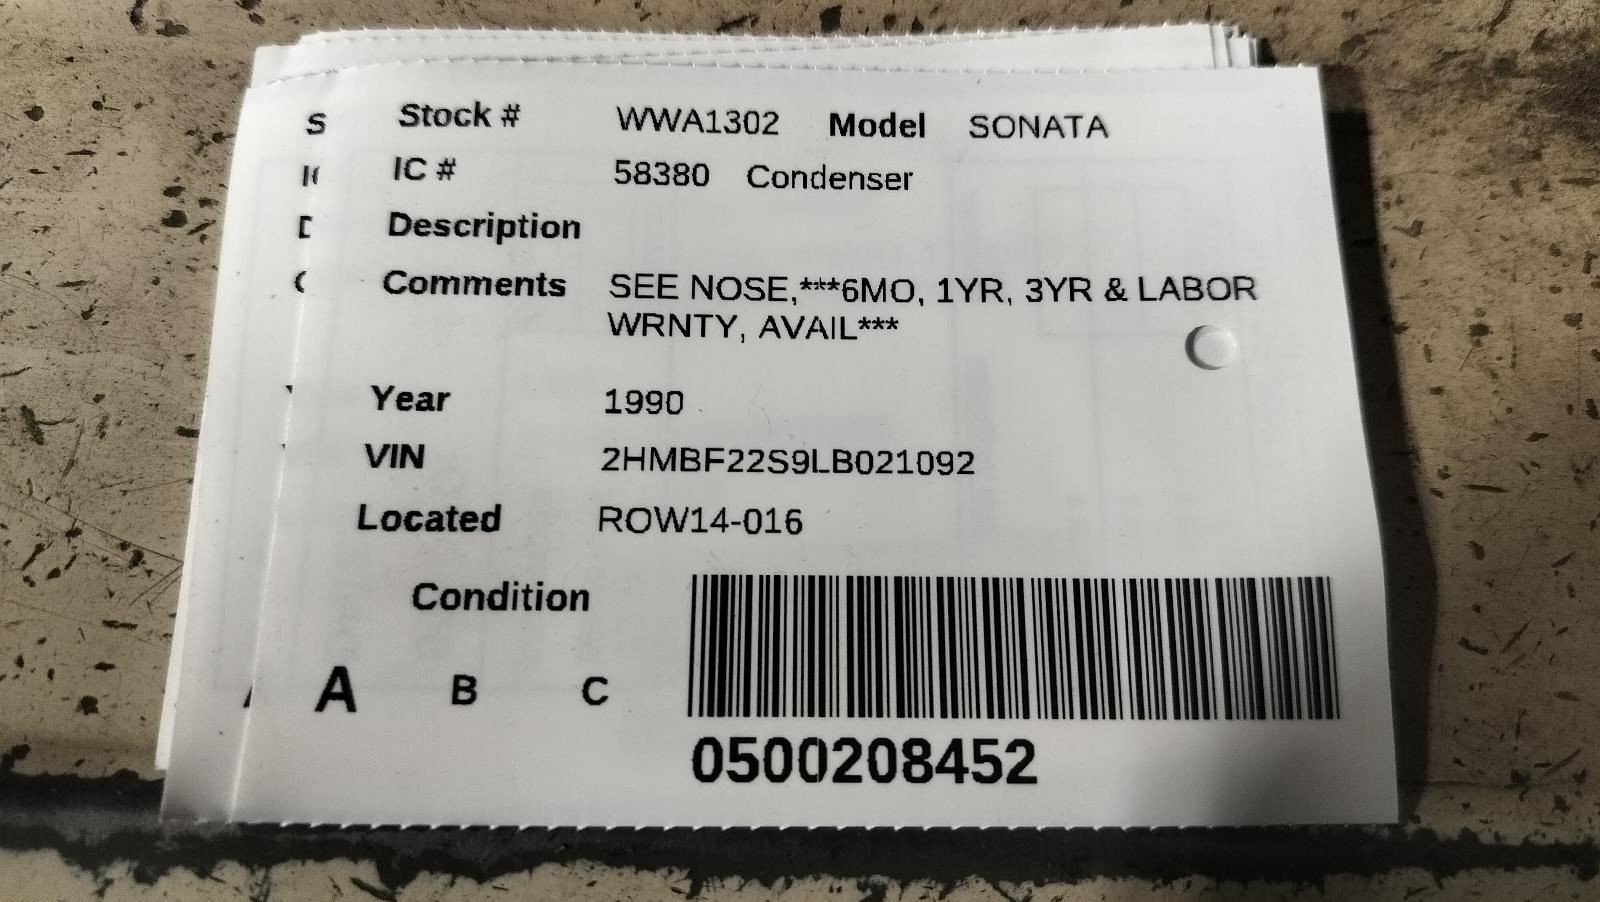 Stock # WWA1302 Model SONATA
IC # 58380 Condenser
Description
Comments SEE NOSE,***6MO, 1YR, 3YR & LABOR
WRNTY, AVAIL***
Year 1990
VIN 2HMBF22S9LB021092
Located ROW14-016
Condition
A B C
0500208452